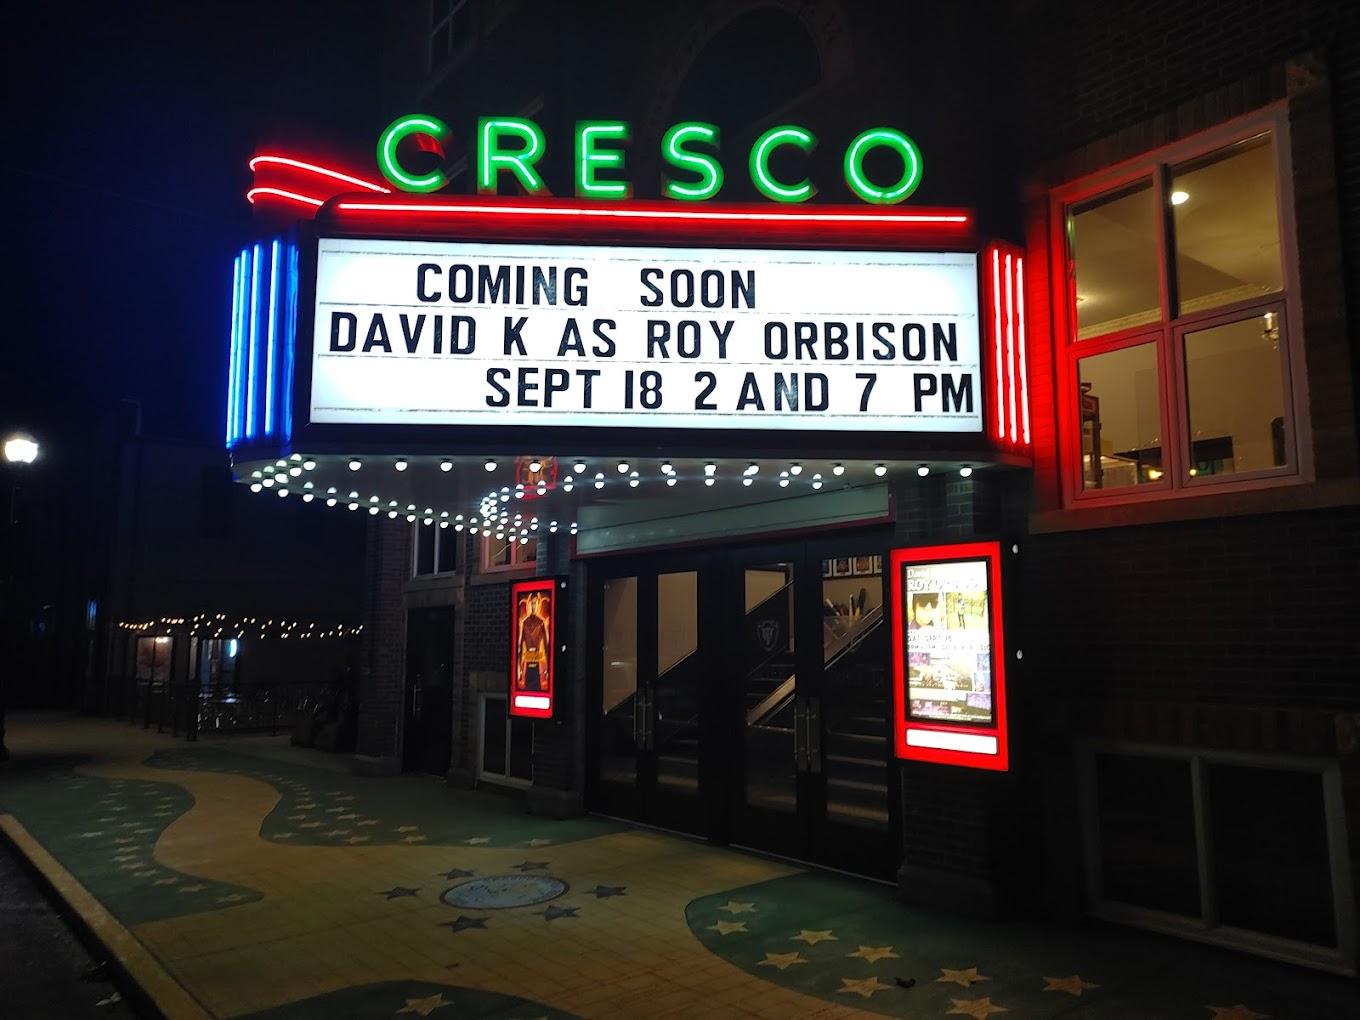 CRESCO
COMING SOON
DAVID K AS ROY ORBISON
SEPT 18 2 AND 7 PM